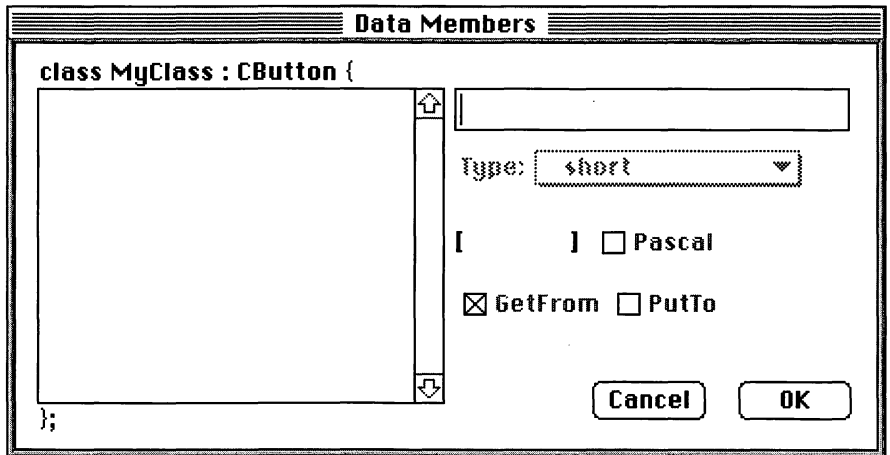 Data Members
class MyClass : CButton {
Type: short
[ ] Pascal
GetFrom PutTo
Cancel OK
};